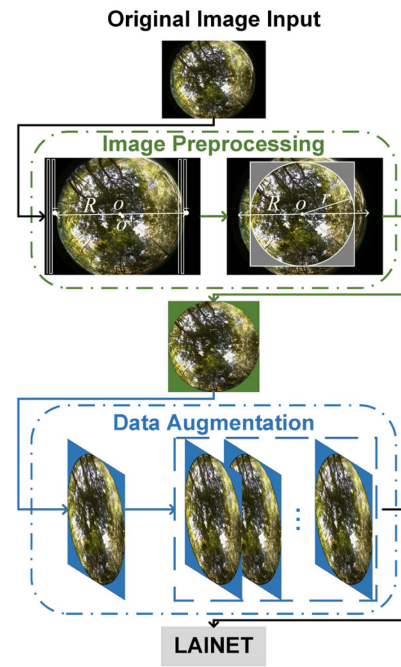 Original Image Input
Image Preprocessing
R o
o'
R o r
Data Augmentation
...
LAINET